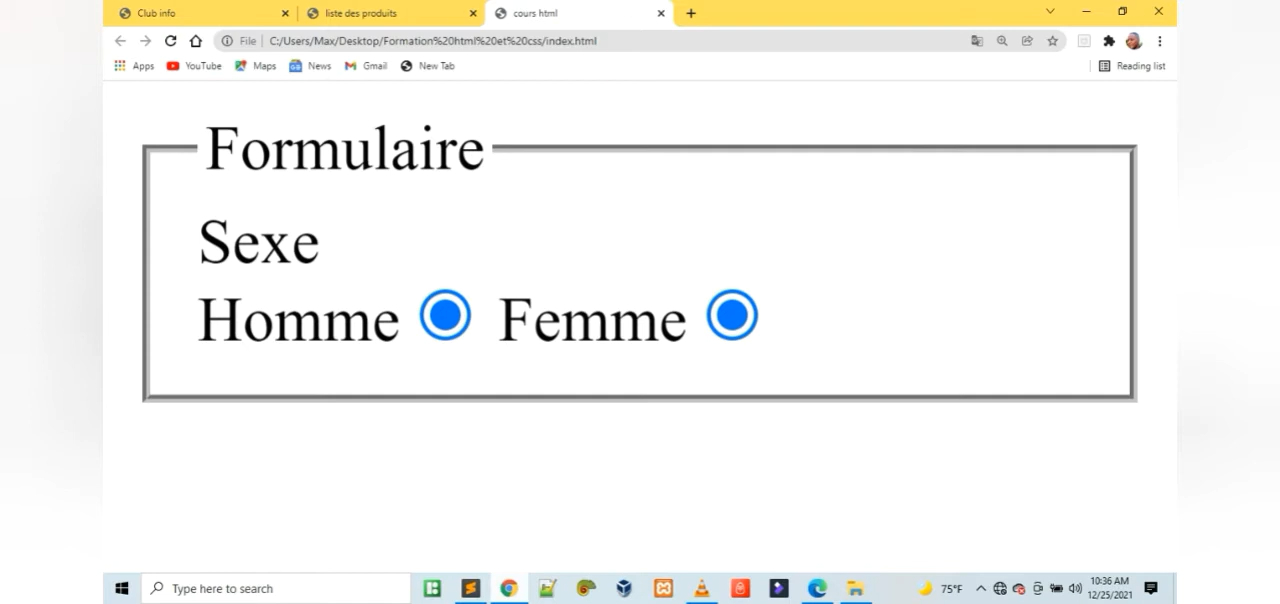 Club info
liste des produits
cours html
File C:/Users/Max/Desktop/Formation%20html%20et%20css/index.html
Apps YouTube Maps News Gmail New Tab Reading list
Formulaire
Sexe
Homme Femme
Type here to search
75°F
10:36 AM
12/25/2021